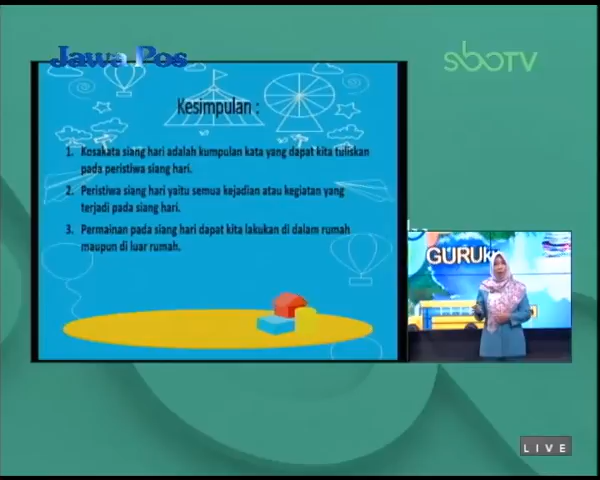 Jawa Pos
sboTV
Kesimpulan :
1. Kosakata siang hari adalah kumpulan kata yang dapat kita tuliskan
pada peristiwa siang hari.
2. Peristiwa siang hari yaitu semua kejadian atau kegiatan yang
terjadi pada siang hari.
3. Permainan pada siang hari dapat kita lakukan di dalam rumah
maupun di luar rumah.
GURUku
LIVE